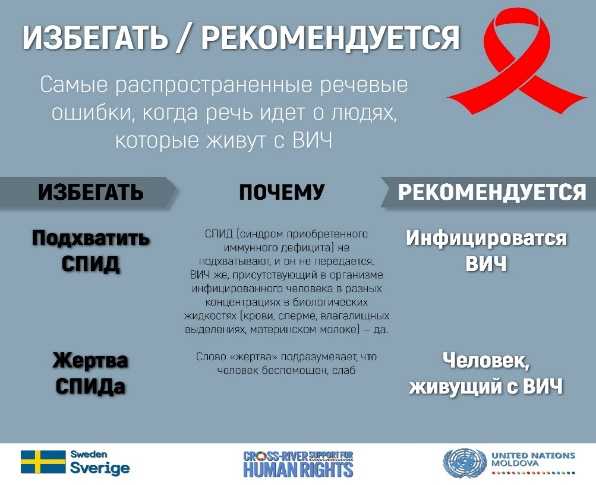 ИЗБЕГАТЬ / РЕКОМЕНДУЕТСЯ
Самые распространенные речевые
ошибки, когда речь идет о людях,
которые живут с ВИЧ
ИЗБЕГАТЬ
ПОЧЕМУ
РЕКОМЕНДУЕТСЯ
Подхватить
СПИД
СПИД (синдром приобретенного
иммунного дефицита) не
подхватывают, и он не передается.
ВИЧ же, присутствующий в организме
инфицированного человека в разных
концентрациях в биологических
жидкостях (крови, сперме, влагалищных
выделениях, материнском молоке) – да.
Инфицироватся
ВИЧ
Жертва
СПИДа
Слово «жертва» подразумевает, что
человек беспомощен, слаб
Человек,
живущий с ВИЧ
Sweden
Sverige
CROSS-RIVER SUPPORT FOR
HUMAN RIGHTS
UNITED NATIONS
MOLDOVA